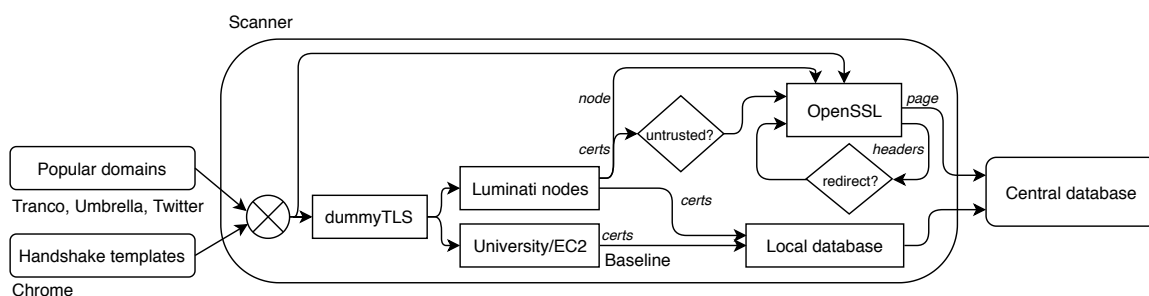 Scanner
Popular domains
Tranco, Umbrella, Twitter
Handshake templates
Chrome
dummyTLS
Luminati nodes
University/EC2
Baseline
node
certs
untrusted?
certs
certs
OpenSSL
page
headers
redirect?
Local database
Central database